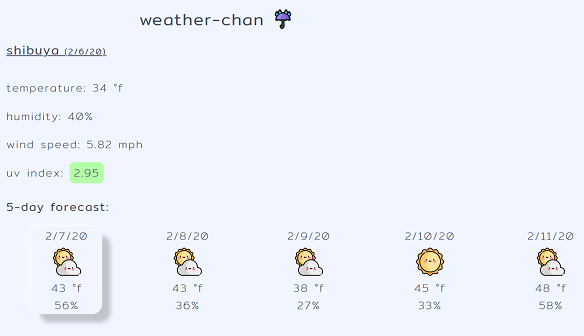 weather-chan
shibuya (2/6/20)
temperature: 34 °f
humidity: 40%
wind speed: 5.82 mph
uv index: 2.95
5-day forecast:
2/7/20 2/8/20 2/9/20 2/10/20 2/11/20
43 °f 43 °f 38 °f 45 °f 48 °f
56% 36% 27% 33% 58%